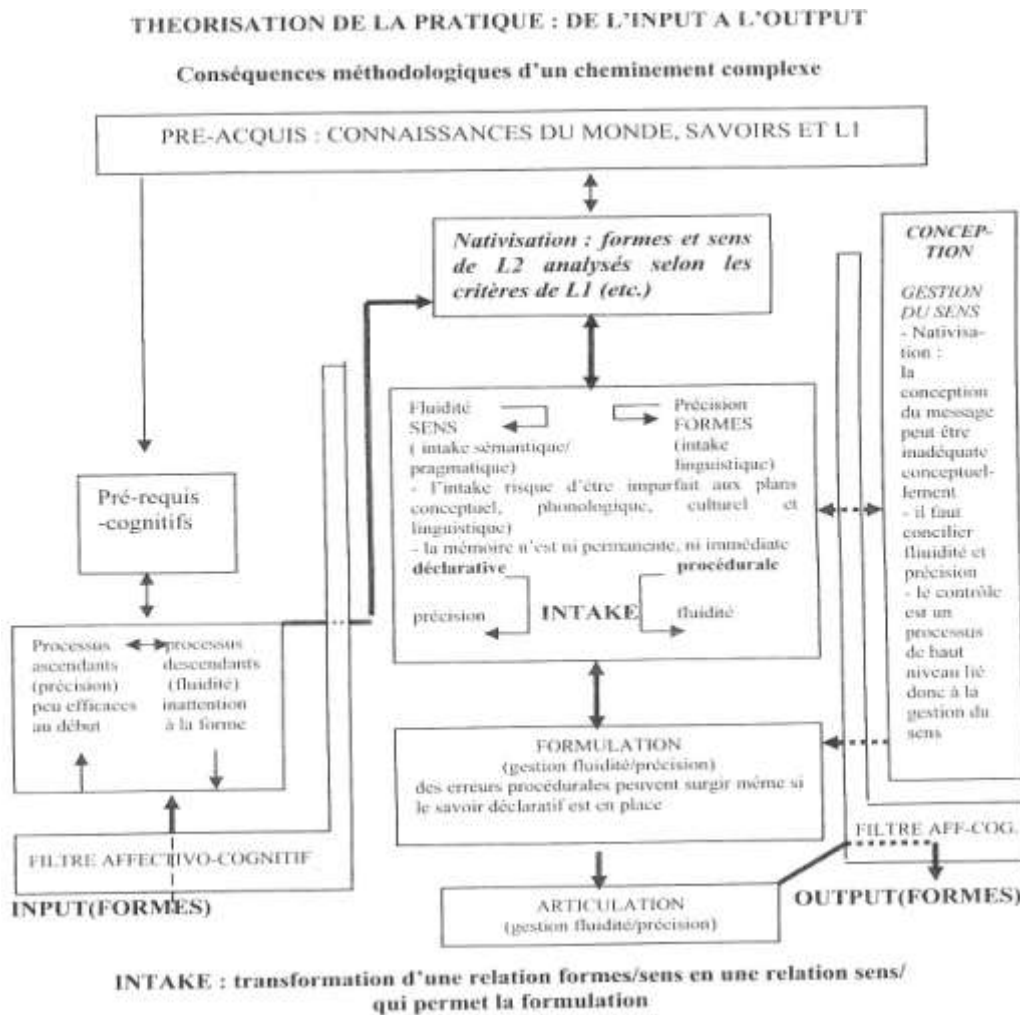 THEORISATION DE LA PRATIQUE : DE L'INPUT A L'OUTPUT
Conséquences méthodologiques d'un cheminement complexe
PRE-ACQUIS : CONNAISSANCES DU MONDE, SAVOIRS ET L1
Nativisation : formes et sens
de L2 analysés selon les
critères de L1 (etc.)
Pré-requis
-cognitifs
Processus
ascendants
(précision)
peu efficaces
au début
processus
descendants
(fluidité)
inattention
à la forme
FILTRE AFFECTIVO-COGNITIF
INPUT(FORMES)
Fluidité
SENS
( intake sémantique/
pragmatique)
Précision
FORMES
(intake
linguistique)
- l'intake risque d'être imparfait aux plans
conceptuel, phonologique, culturel et
linguistique)
- la mémoire n'est ni permanente, ni immédiate
déclarative
procédurale
précision
INTAKE
fluidité
FORMULATION
(gestion fluidité/précision)
des erreurs procédurales peuvent surgir même si
le savoir déclaratif est en place
ARTICULATION
(gestion fluidité/précision)
CONCEP-
TION
GESTION
DU SENS
- Nativisa-
tion :
la
conception
du message
peut être
inadéquate
conceptuel-
lement
- il faut
concilier
fluidité et
précision
- le contrôle
est un
processus
de haut
niveau lié
donc à la
gestion du
sens
FILTRE AFF-COG.
OUTPUT(FORMES)
INTAKE : transformation d'une relation formes/sens en une relation sens/
qui permet la formulation